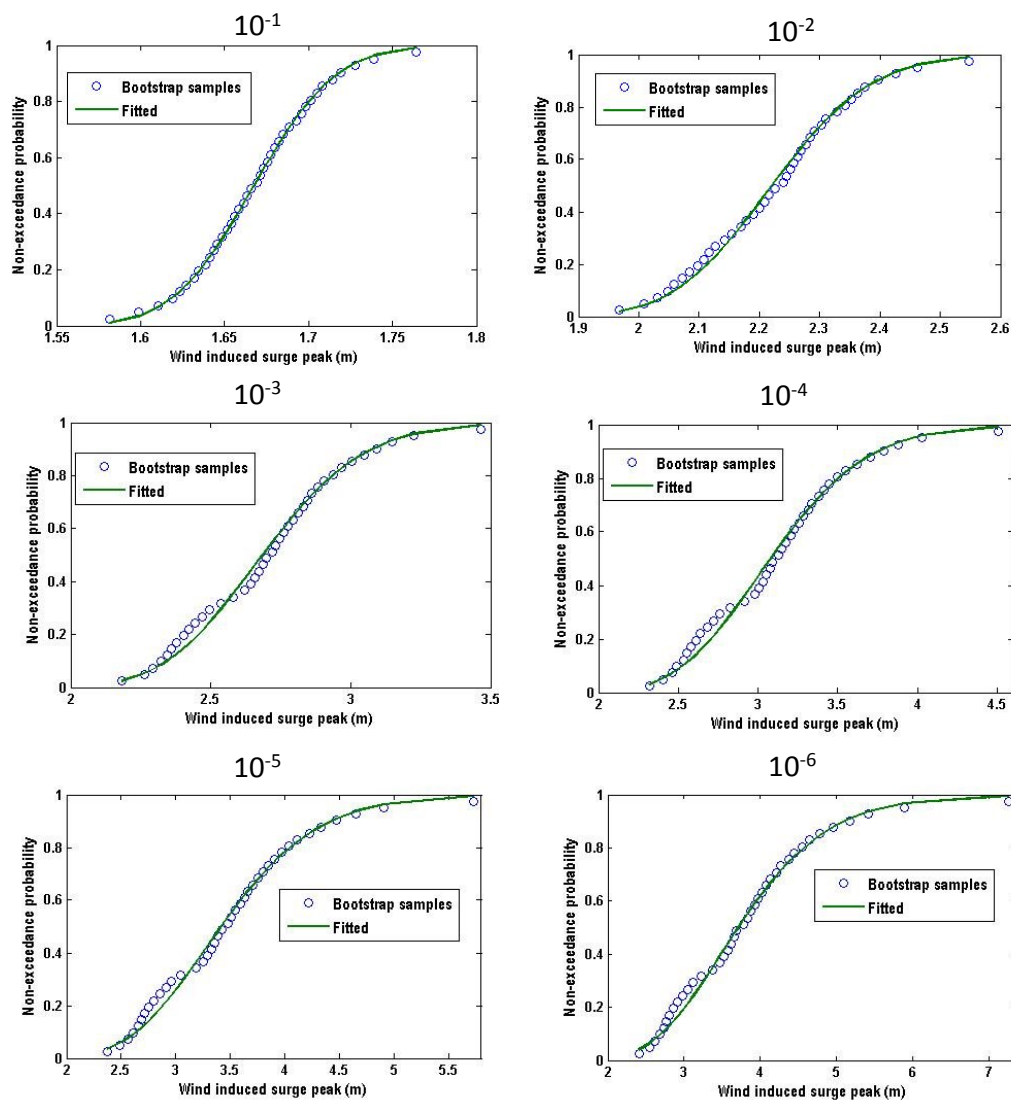 10⁻¹
1
0.8
0.6
0.4
0.2
0
Non-exceedance probability
Bootstrap samples
Fitted
1.55 1.6 1.65 1.7 1.75 1.8
Wind induced surge peak (m)
10⁻²
1
0.8
0.6
0.4
0.2
0
Non-exceedance probability
Bootstrap samples
Fitted
1.9 2 2.1 2.2 2.3 2.4 2.5 2.6
Wind induced surge peak (m)
10⁻³
1
0.8
0.6
0.4
0.2
0
Non-exceedance probability
Bootstrap samples
Fitted
2 2.5 3 3.5
Wind induced surge peak (m)
10⁻⁴
1
0.8
0.6
0.4
0.2
0
Non-exceedance probability
Bootstrap samples
Fitted
2 2.5 3 3.5 4 4.5
Wind induced surge peak (m)
10⁻⁵
1
0.8
0.6
0.4
0.2
0
Non-exceedance probability
Bootstrap samples
Fitted
2 2.5 3 3.5 4 4.5 5 5.5
Wind induced surge peak (m)
10⁻⁶
1
0.8
0.6
0.4
0.2
0
Non-exceedance probability
Bootstrap samples
Fitted
2 3 4 5 6 7
Wind induced surge peak (m)